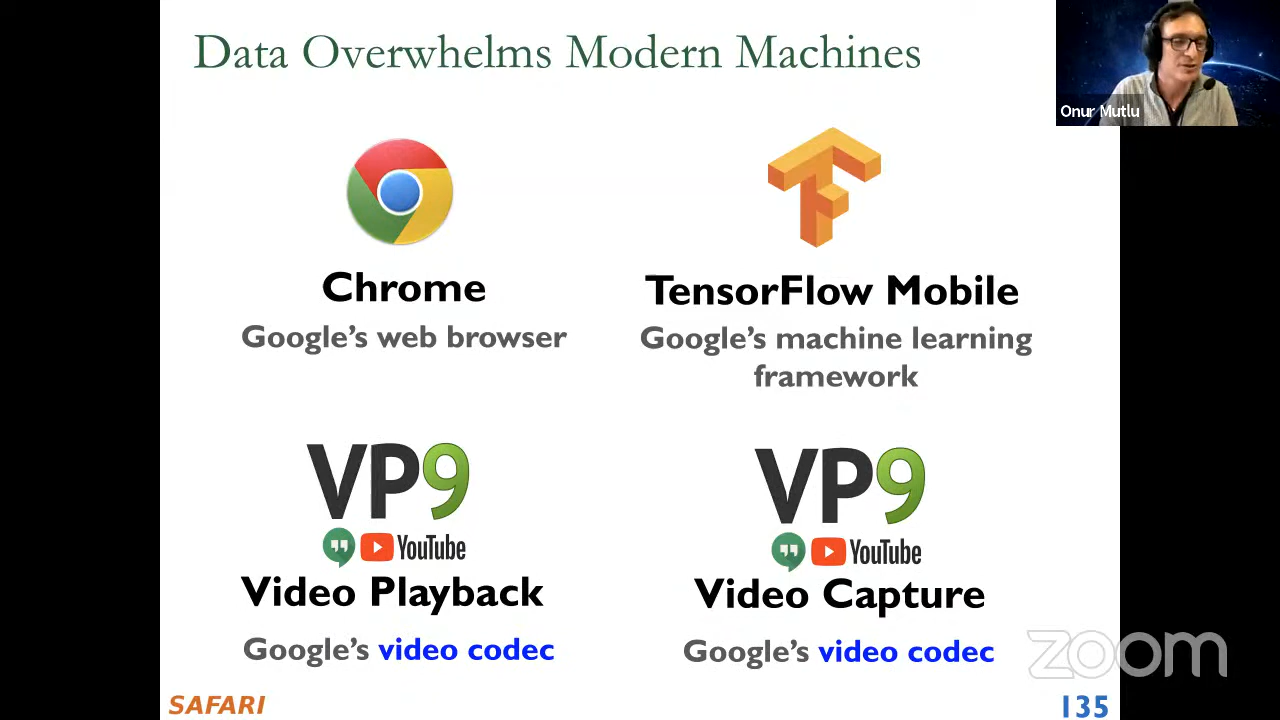 Data Overwhelms Modern Machines
Onur Mutlu
Chrome
Google's web browser
TensorFlow Mobile
Google's machine learning
framework
VP9
YouTube
Video Playback
Google's video codec
VP9
YouTube
Video Capture
Google's video codec
zoom
SAFARI
135